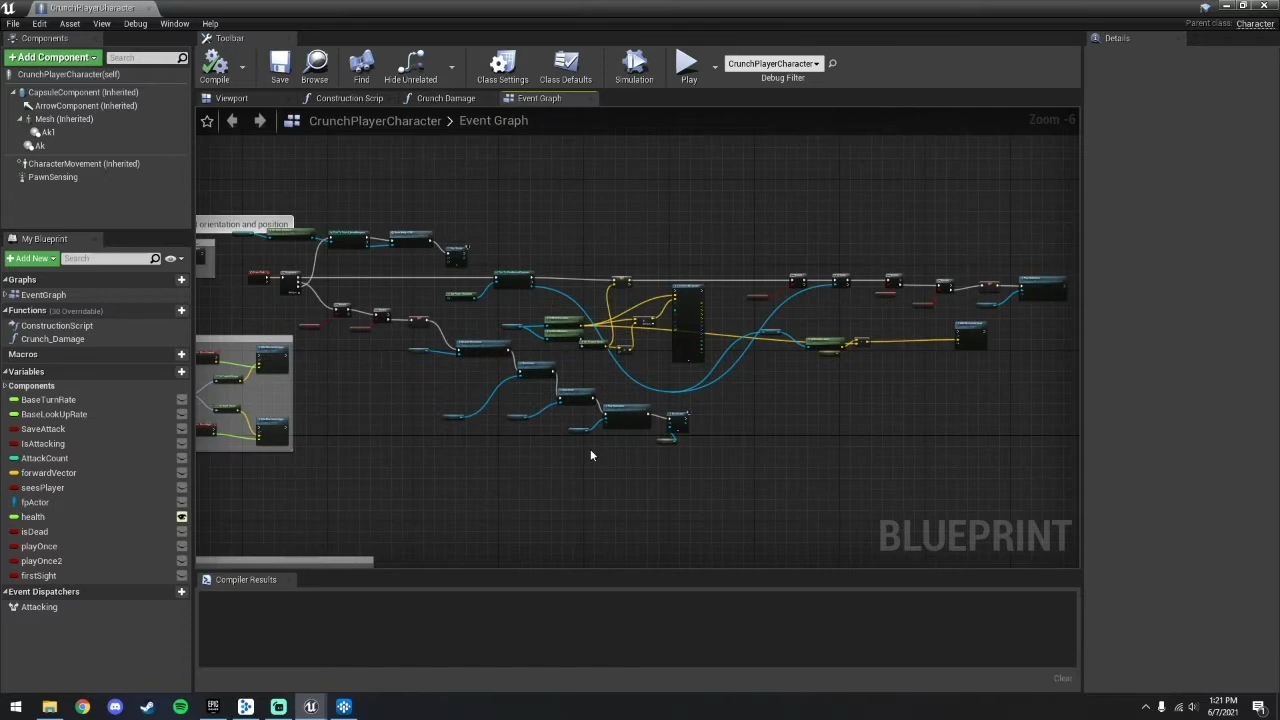 CrunchPlayerCharacter
File Edit Asset View Debug Window Help
Parent class: Character
Components
Toolbar
Details
Add Component
Search
CrunchPlayerCharacter(self)
CapsuleComponent (Inherited)
ArrowComponent (Inherited)
Mesh (Inherited)
Ak1
Ak
CharacterMovement (Inherited)
PawnSensing
Compile
Save
Browse
Find
Hide Unrelated
Class Settings
Class Defaults
Simulation
Play
CrunchPlayerCharacter
Debug Filter
Viewport
Construction Scrip
Crunch Damage
Event Graph
CrunchPlayerCharacter > Event Graph
Zoom -6
orientation and position
BLUEPRINT
My Blueprint
Add New
Search
Graphs
EventGraph
Functions (30 Overridable)
ConstructionScript
Crunch_Damage
Macros
Variables
Components
BaseTurnRate
BaseLookUpRate
SaveAttack
IsAttacking
AttackCount
forwardVector
seesPlayer
fpActor
health
isDead
playOnce
playOnce2
firstSight
Event Dispatchers
Attacking
Compiler Results
Clear
1:21 PM
6/7/2021